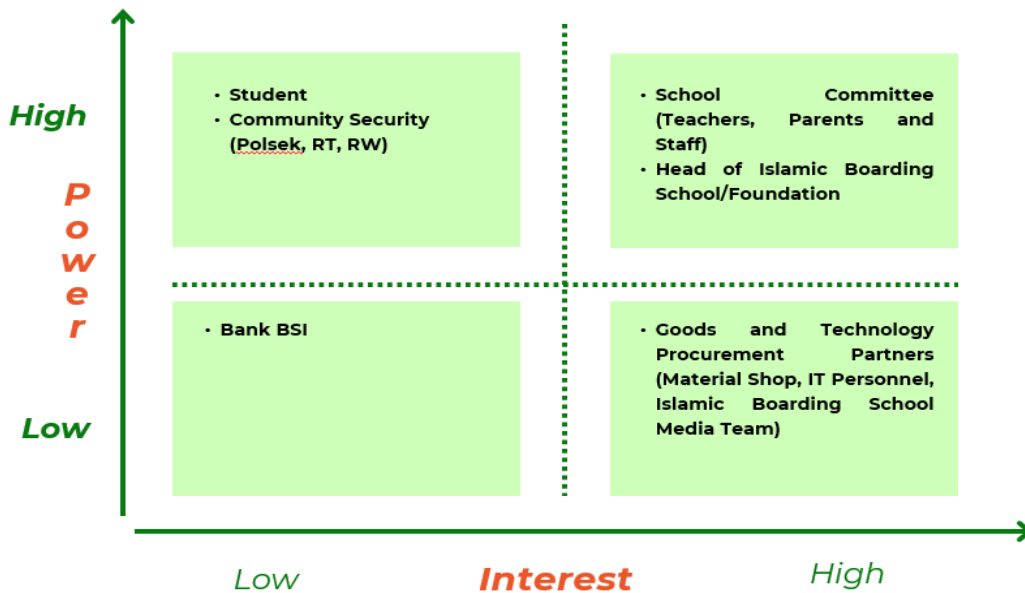 High
Power
Low
• Student
• Community Security
(Polsek, RT, RW)
• School Committee
(Teachers, Parents and
Staff)
• Head of Islamic Boarding
School/Foundation
• Bank BSI
• Goods and Technology
Procurement Partners
(Material Shop, IT Personnel,
Islamic Boarding School
Media Team)
Low
Interest
High